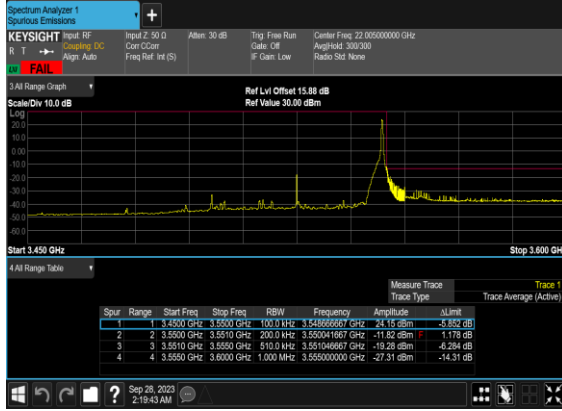 Spectrum Analyzer 1
Spurious Emissions
+
KEYSIGHT Input: RF Input Z: 50 Ω Atten: 30 dB Trig: Free Run Center Freq: 22.005000000 GHz
R T Coupling: DC Corr CCorr Gate: Off Avg|Hold: 300/300
Align: Auto Freq Ref: Int (S) IF Gain: Low Radio Std: None
FAIL
3 All Range Graph Ref Lvl Offset 15.88 dB
Scale/Div 10.0 dB Ref Value 30.00 dBm
Log
20.0
10.0
0.00
-10.0
-20.0
-30.0
-40.0
-50.0
-60.0
Start 3.450 GHz Stop 3.600 GH
4 All Range Table
Measure Trace Trace 1
Trace Type Trace Average (Active)
Spur Range Start Freq Stop Freq RBW Frequency Amplitude ΔLimit
1 1 3.4500 GHz 3.5500 GHz 100.0 kHz 3.548666667 GHz 24.15 dBm -5.852 dB
2 2 3.5500 GHz 3.5510 GHz 200.0 kHz 3.550041667 GHz -11.82 dBm F 1.178 dB
3 3 3.5510 GHz 3.5550 GHz 510.0 kHz 3.551046667 GHz -19.28 dBm -6.284 dB
4 4 3.5550 GHz 3.6000 GHz 1.000 MHz 3.555000000 GHz -27.31 dBm -14.31 dB
? Sep 28, 2023
2:19:43 AM